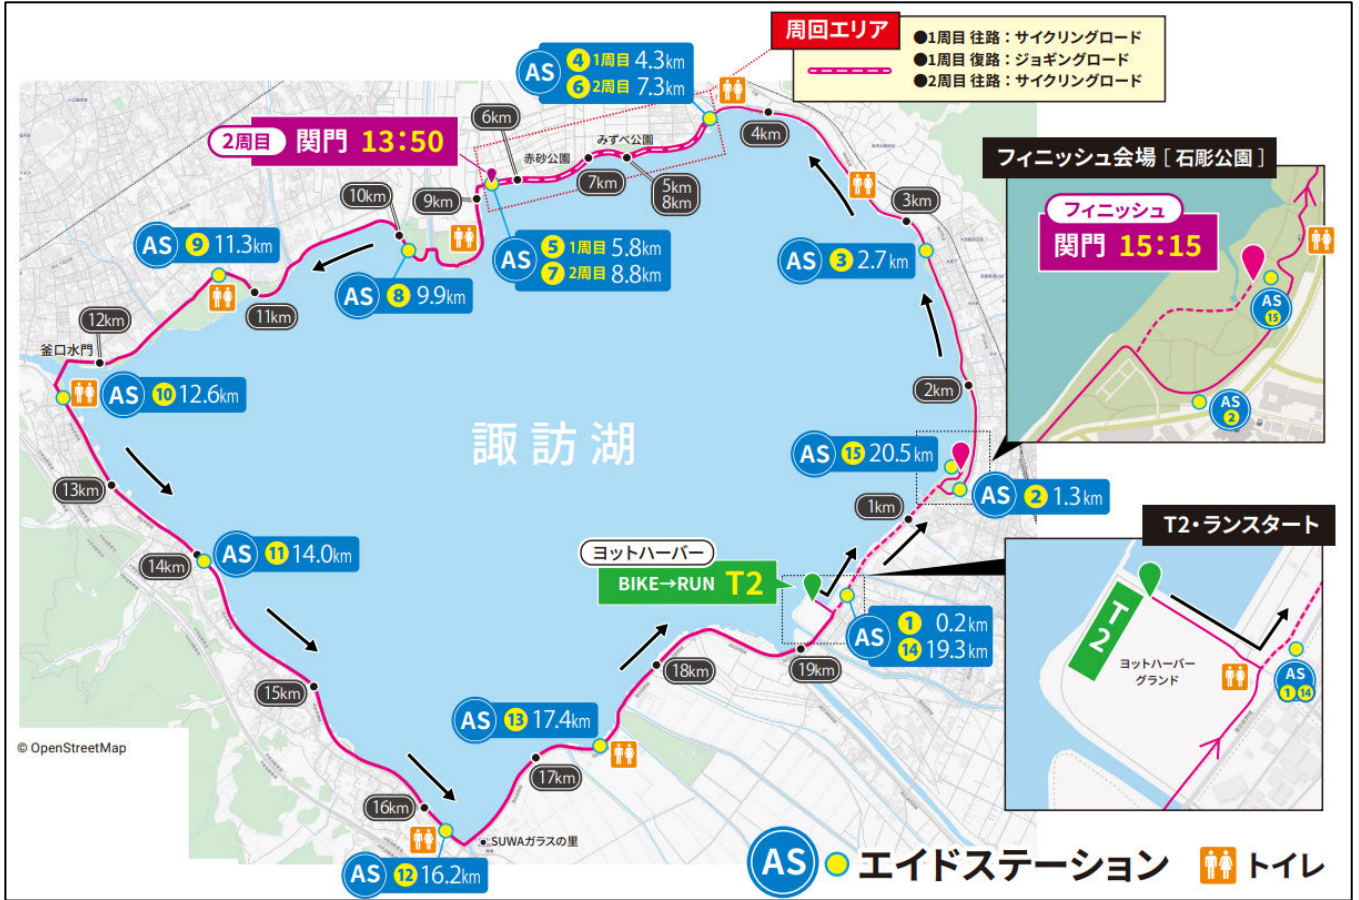 周回エリア
●1周目 往路：サイクリングロード
●1周目 復路：ジョギングロード
●2周目 往路：サイクリングロード
AS 4 1周目 4.3km
6 2周目 7.3km
4km
6km
みずべ公園
赤砂公園
7km
5km
8km
2周目 関門 13:50
9km
10km
AS 5 1周目 5.8km
7 2周目 8.8km
AS 9 11.3km
AS 8 9.9km
11km
12km
釜口水門
AS 10 12.6km
3km
AS 3 2.7km
2km
フィニッシュ会場［石彫公園］
フィニッシュ
関門 15:15
AS
15
AS
2
諏訪湖
AS 15 20.5km
AS 2 1.3km
1km
13km
14km
AS 11 14.0km
ヨットハーバー
BIKE→RUN T2
AS 1 0.2km
14 19.3km
19km
18km
T2・ランスタート
T2
ヨットハーバー
グランド
AS
1 14
15km
AS 13 17.4km
17km
16km
SUWAガラスの里
AS 12 16.2km
© OpenStreetMap
AS エイドステーション トイレ